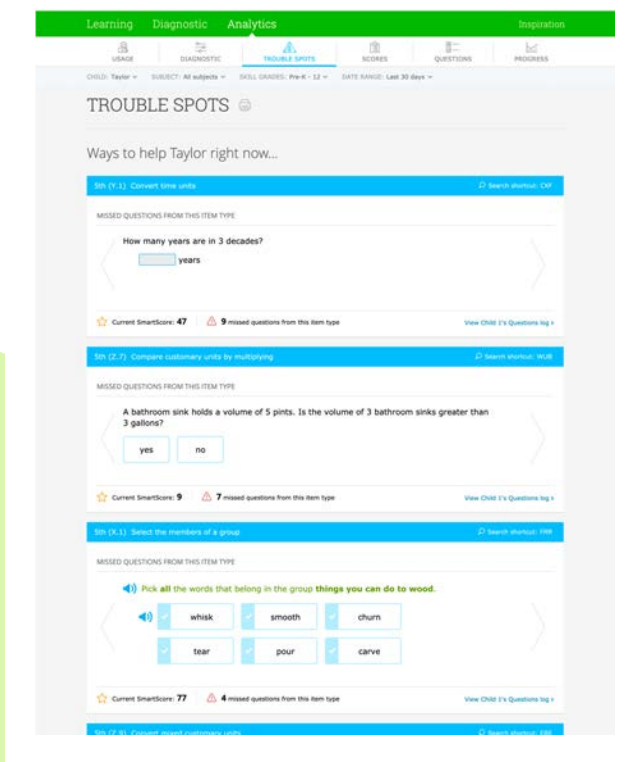 Learning Diagnostic Analytics Inspiration
USAGE DIAGNOSTIC TROUBLE SPOTS SCORES QUESTIONS PROGRESS
CHILD: Taylor SUBJECT: All subjects SKILL GRADES: Pre-K - 12 DATE RANGE: Last 30 days
TROUBLE SPOTS
Ways to help Taylor right now...
5th (Y.1) Convert time units Search shortcut: CXF
MISSED QUESTIONS FROM THIS ITEM TYPE
How many years are in 3 decades?
years
Current SmartScore: 47 9 missed questions from this item type View Child 1's Questions log
5th (Z.7) Compare customary units by multiplying Search shortcut: WUB
MISSED QUESTIONS FROM THIS ITEM TYPE
A bathroom sink holds a volume of 5 pints. Is the volume of 3 bathroom sinks greater than
3 gallons?
yes no
Current SmartScore: 9 7 missed questions from this item type View Child 1's Questions log
5th (X.1) Select the members of a group Search shortcut:
MISSED QUESTIONS FROM THIS ITEM TYPE
Pick all the words that belong in the group things you can do to wood.
whisk smooth churn
tear pour carve
Current SmartScore: 77 4 missed questions from this item type View Child 1's Questions log
5th (Z.9) Convert mixed customary units Search shortcut: